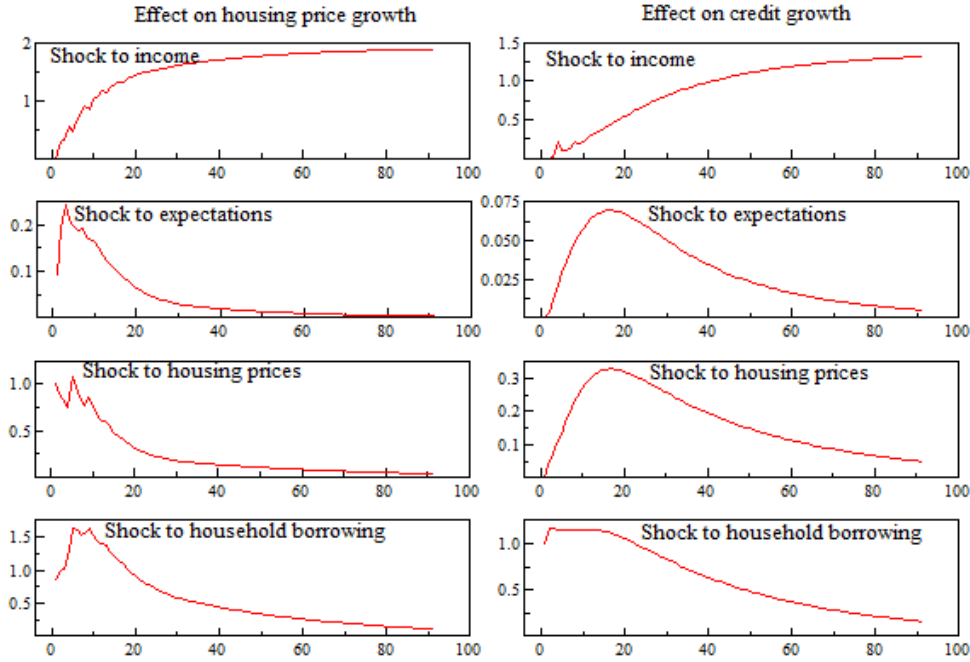 Effect on housing price growth
Effect on credit growth
2
1
Shock to income
0 20 40 60 80 100
1.5
1.0
0.5
Shock to income
0 20 40 60 80 100
0.2
0.1
Shock to expectations
0 20 40 60 80 100
0.075
0.050
0.025
Shock to expectations
0 20 40 60 80 100
1.0
0.5
Shock to housing prices
0 20 40 60 80 100
0.3
0.2
0.1
Shock to housing prices
0 20 40 60 80 100
1.5
1.0
0.5
Shock to household borrowing
0 20 40 60 80 100
1.0
0.5
Shock to household borrowing
0 20 40 60 80 100